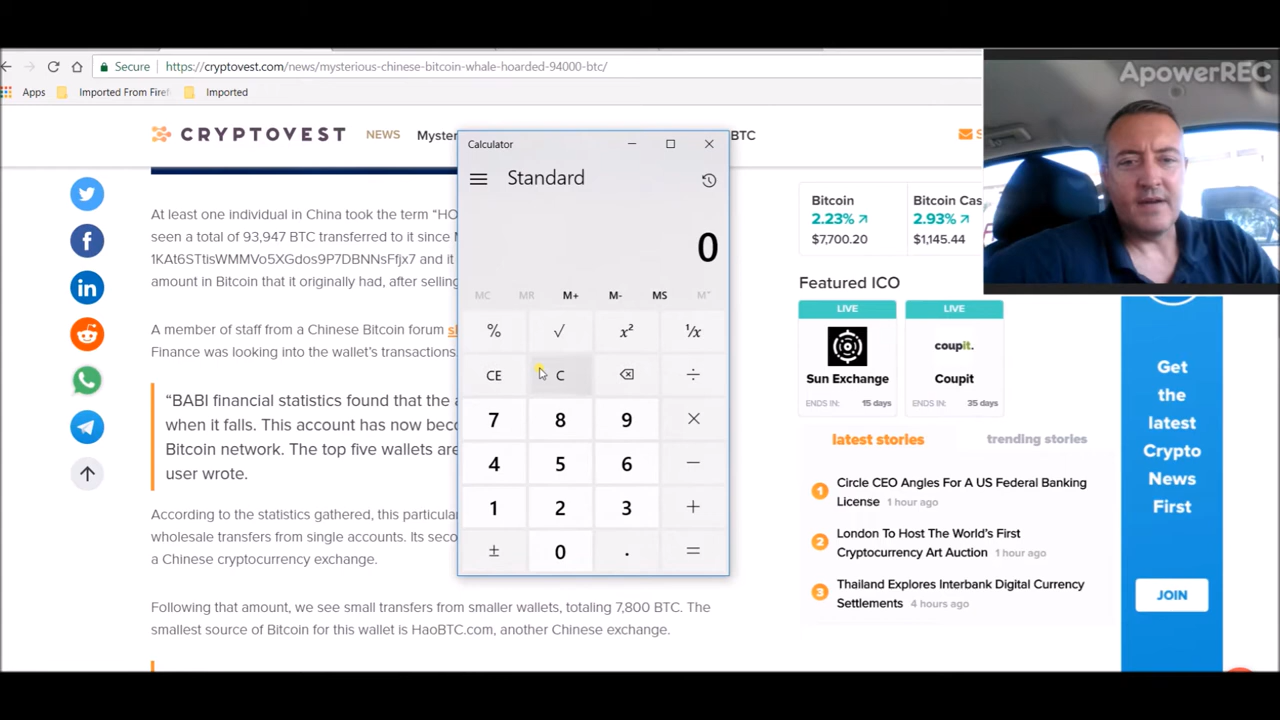 ApowerREC
Secure
https://cryptovest.com/news/mysterious-chinese-bitcoin-whale-hoarded-94000-btc/
Apps
Imported From Firef
Imported
CRYPTOVEST
NEWS
Myster
BTC
S
At least one individual in China took the term “HO
seen a total of 93,947 BTC transferred to it since M
1KAt6STtisWMMVo5XGdos9P7DBNNsFfjx7 and it
amount in Bitcoin that it originally had, after selling
A member of staff from a Chinese Bitcoin forum s
Finance was looking into the wallet’s transactions.
“BABI financial statistics found that the a
when it falls. This account has now beco
Bitcoin network. The top five wallets are
user wrote.
According to the statistics gathered, this particular
wholesale transfers from single accounts. Its seco
a Chinese cryptocurrency exchange.
Following that amount, we see small transfers from smaller wallets, totaling 7,800 BTC. The
smallest source of Bitcoin for this wallet is HaoBTC.com, another Chinese exchange.
Calculator
Standard
0
MC MR M+ M- MS M˅
% √ x² ¹/x
CE C ÷
7 8 9 ×
4 5 6 −
1 2 3 +
± 0 . =
Bitcoin
2.23%
$7,700.20
Bitcoin Cas
2.93%
$1,145.44
Featured ICO
LIVE
Sun Exchange
ENDS IN: 15 days
LIVE
coupit.
Coupit
ENDS IN: 35 days
latest stories
trending stories
1
Circle CEO Angles For A US Federal Banking
License 1 hour ago
2
London To Host The World’s First
Cryptocurrency Art Auction 1 hour ago
3
Thailand Explores Interbank Digital Currency
Settlements 4 hours ago
Get
the
latest
Crypto
News
First
JOIN